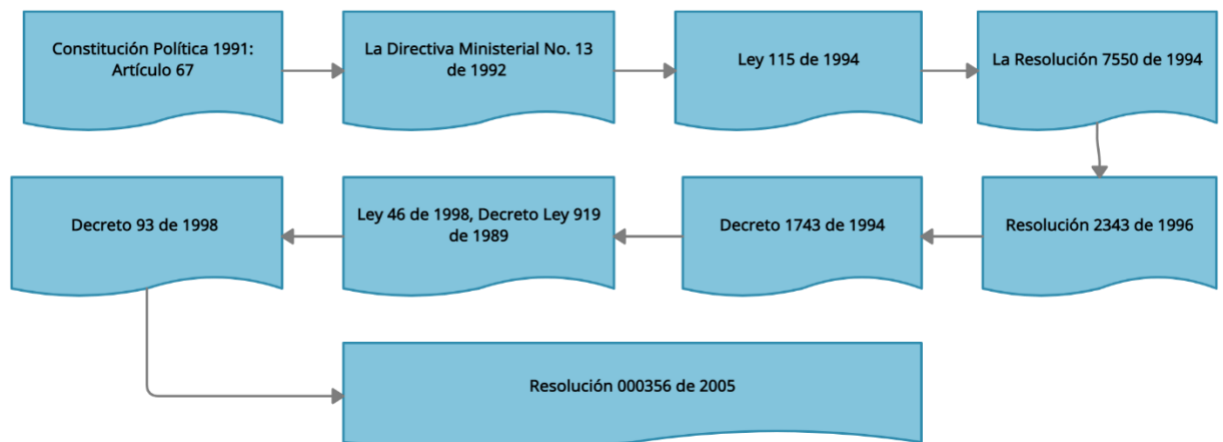 Constitución Política 1991:
Artículo 67
La Directiva Ministerial No. 13
de 1992
Ley 115 de 1994
La Resolución 7550 de 1994
Resolución 2343 de 1996
Decreto 1743 de 1994
Ley 46 de 1998, Decreto Ley 919
de 1989
Decreto 93 de 1998
Resolución 000356 de 2005